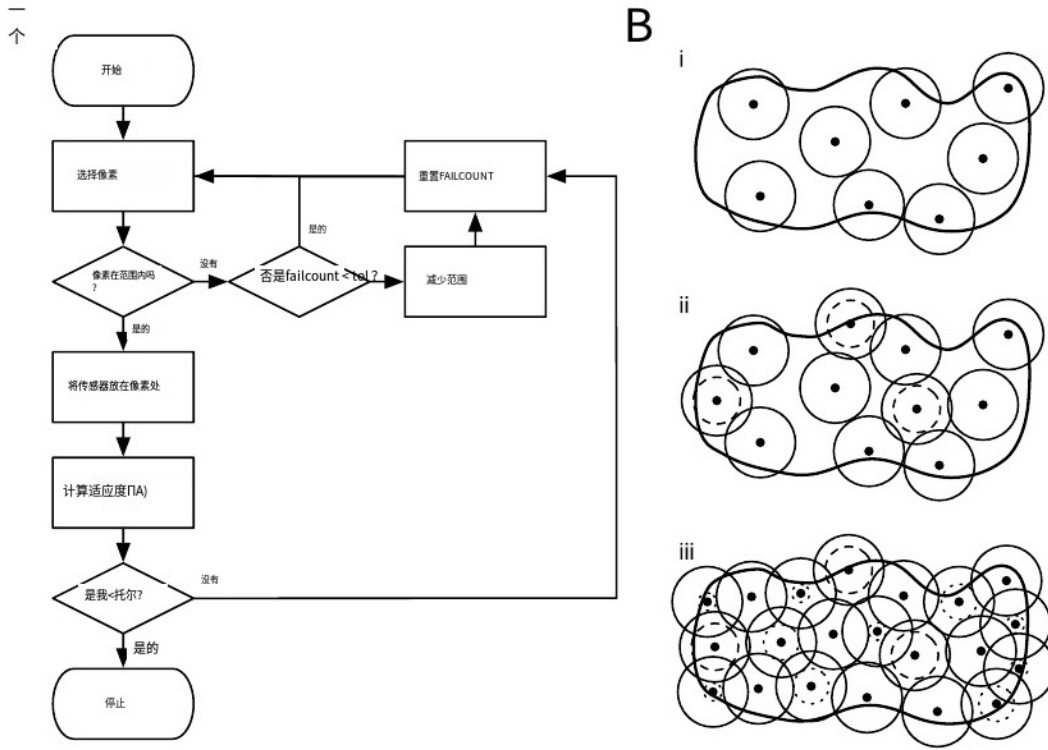 一
个
开始
选择像素
重置FAILCOUNT
是的
没有
像素在范围内吗
?
否是failcount < tol ?
减少范围
是的
将传感器放在像素处
计算适应度ΠA)
没有
是我<托尔?
是的
停止
B
i
ii
iii